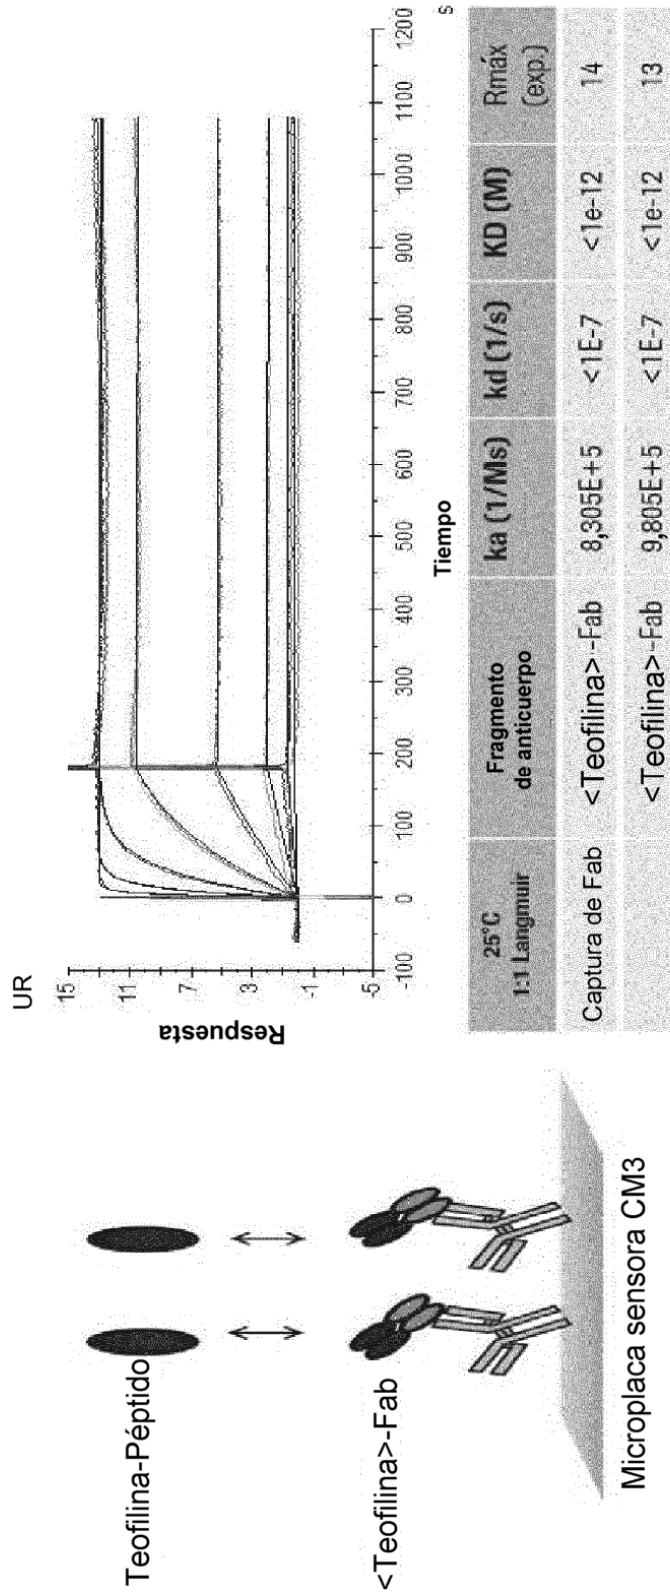 Teofilina-Péptido
<Teofilina>-Fab
Microplaca sensora CM3
UR
Respuesta
15
11
7
3
-1
-5
-100 0 100 200 300 400 500 600 700 800 900 1000 1100 1200
Tiempo
s
25°C
1:1 Langmuir
Fragmento
de anticuerpo
ka (1/Ms)
kd (1/s)
KD (M)
Rmáx
(exp.)
Captura de Fab <Teofilina>-Fab 8,305E+5 <1E-7 <1e-12 14
<Teofilina>-Fab 9,805E+5 <1E-7 <1e-12 13